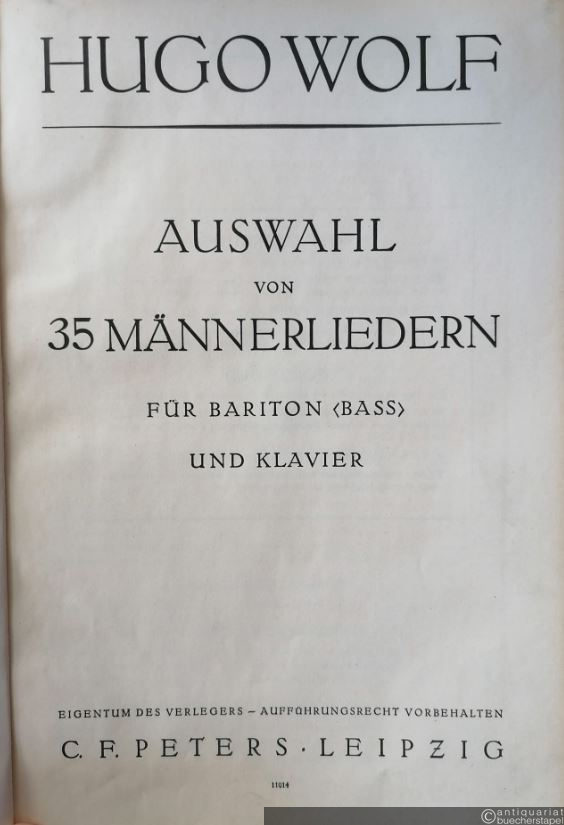 HUGO WOLF
AUSWAHL
VON
35 MÄNNERLIEDERN
FÜR BARITON ‹BASS›
UND KLAVIER
EIGENTUM DES VERLEGERS – AUFFÜHRUNGSRECHT VORBEHALTEN
C. F. PETERS · LEIPZIG
11014
©antiquariat
buecherstapel